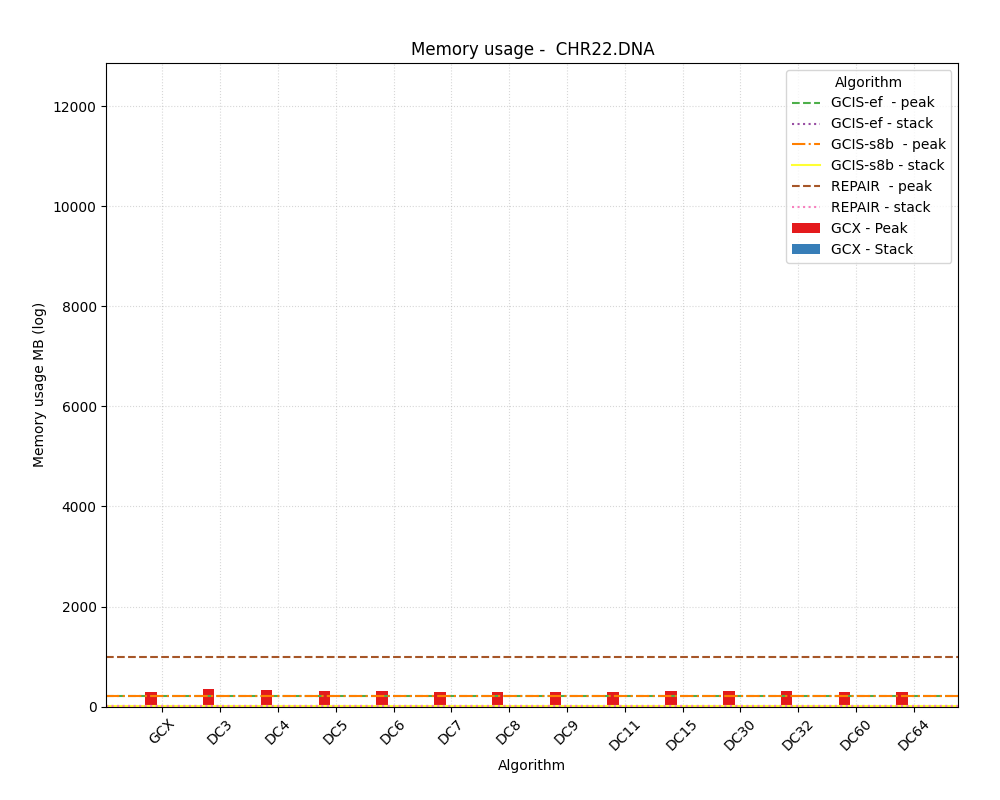 Memory usage -  CHR22.DNA
Memory usage MB (log)
12000
10000
8000
6000
4000
2000
0
Algorithm
GCIS-ef  - peak
GCIS-ef - stack
GCIS-s8b  - peak
GCIS-s8b - stack
REPAIR  - peak
REPAIR - stack
GCX - Peak
GCX - Stack
GCX
DC3
DC4
DC5
DC6
DC7
DC8
DC9
DC11
DC15
DC30
DC32
DC60
DC64
Algorithm